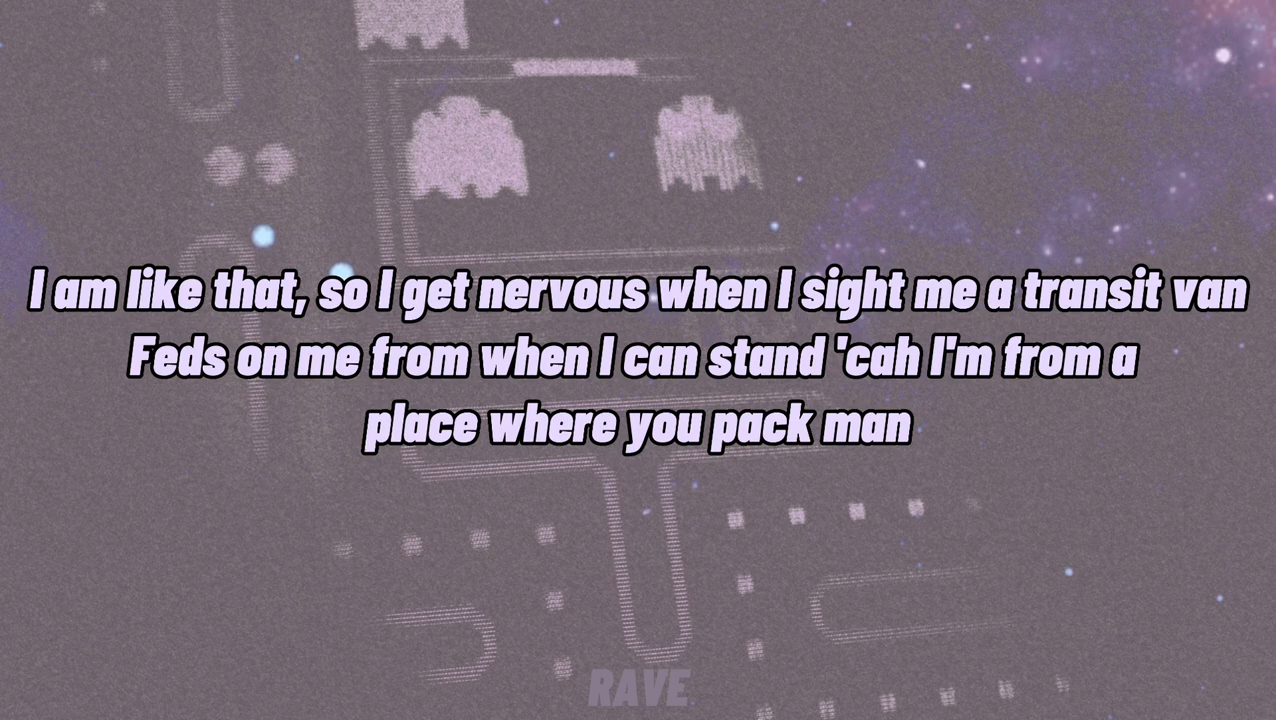 I am like that, so I get nervous when I sight me a transit van
Feds on me from when I can stand 'cah I'm from a
place where you pack man
RAVE